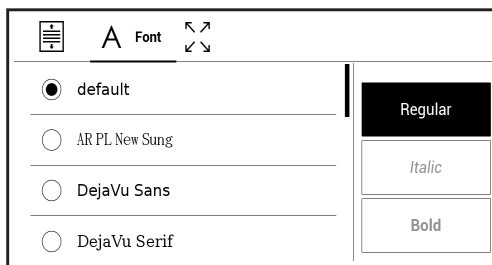 A Font
default
AR PL New Sung
DejaVu Sans
DejaVu Serif
Regular
Italic
Bold